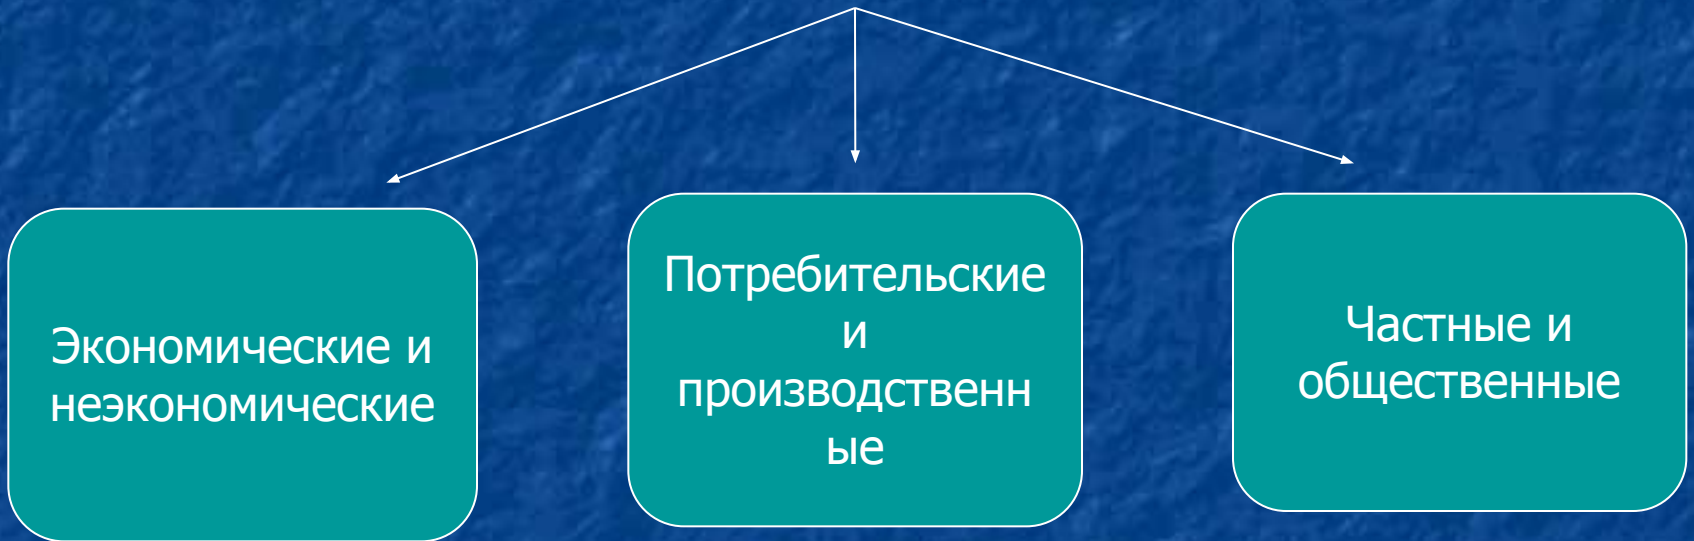 Экономические и
неэкономические
Потребительские
и
производственн
ые
Частные и
общественные